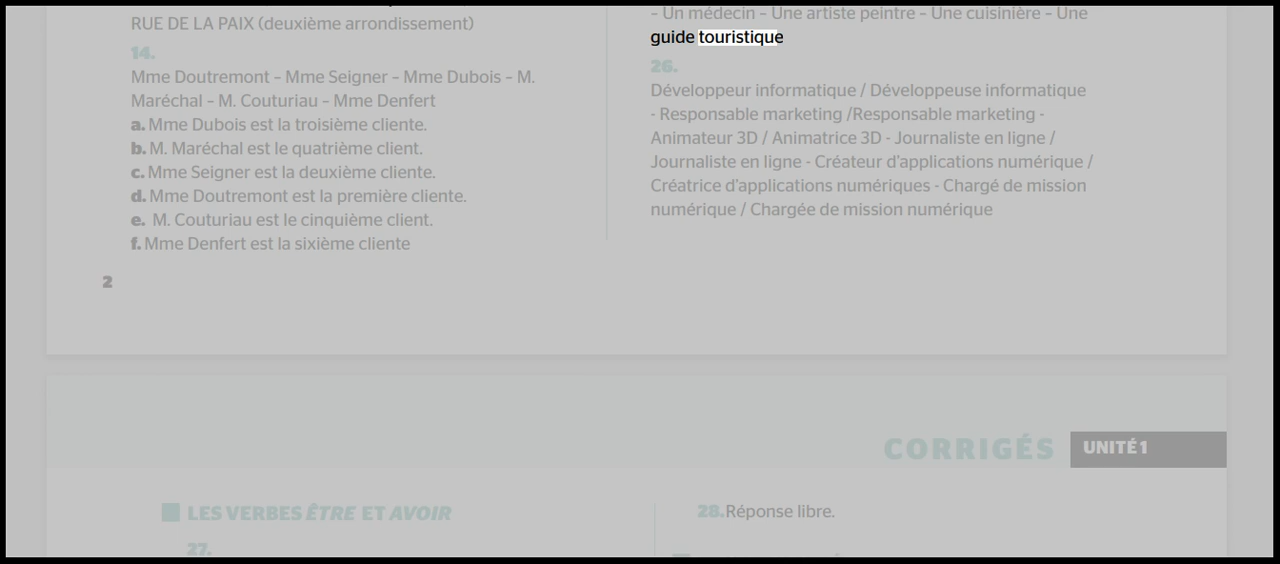 RUE DE LA PAIX (deuxième arrondissement)
14.
Mme Doutremont – Mme Seigner – Mme Dubois – M.
Maréchal – M. Couturiau – Mme Denfert
a. Mme Dubois est la troisième cliente.
b. M. Maréchal est le quatrième client.
c. Mme Seigner est la deuxième cliente.
d. Mme Doutremont est la première cliente.
e. M. Couturiau est le cinquième client.
f. Mme Denfert est la sixième cliente
2
– Un médecin – Une artiste peintre – Une cuisinière – Une
guide touristique
26.
Développeur informatique / Développeuse informatique
- Responsable marketing /Responsable marketing -
Animateur 3D / Animatrice 3D - Journaliste en ligne /
Journaliste en ligne - Créateur d'applications numérique /
Créatrice d'applications numériques - Chargé de mission
numérique / Chargée de mission numérique
CORRIGÉS
UNITÉ 1
LES VERBES ÊTRE ET AVOIR
27.
28. Réponse libre.